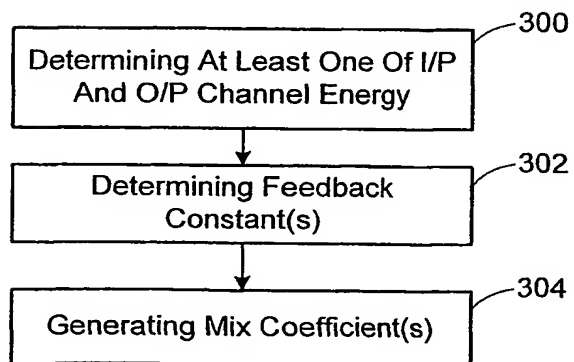 300
Determining At Least One Of I/P
And O/P Channel Energy
302
Determining Feedback
Constant(s)
304
Generating Mix Coefficient(s)